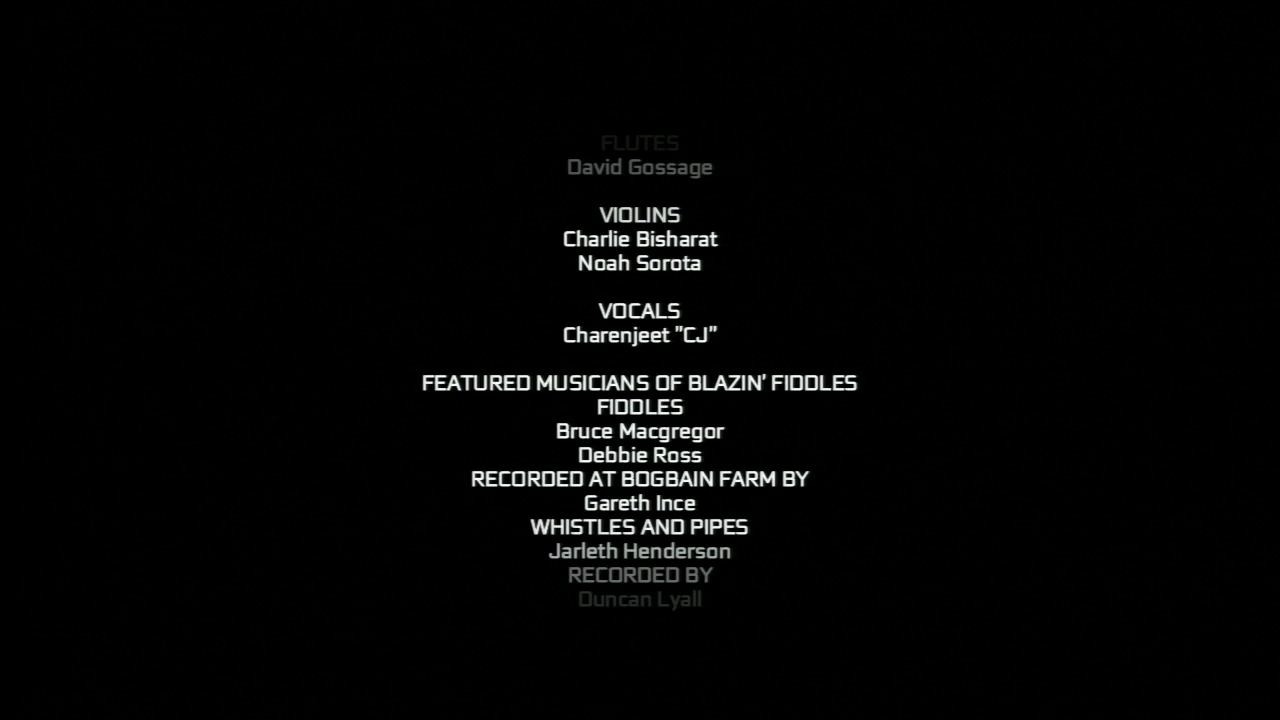 FLUTES
David Gossage
VIOLINS
Charlie Bisharat
Noah Sorota
VOCALS
Charenjeet "CJ"
FEATURED MUSICIANS OF BLAZIN' FIDDLES
FIDDLES
Bruce Macgregor
Debbie Ross
RECORDED AT BOGBAIN FARM BY
Gareth Ince
WHISTLES AND PIPES
Jarleth Henderson
RECORDED BY
Duncan Lyall